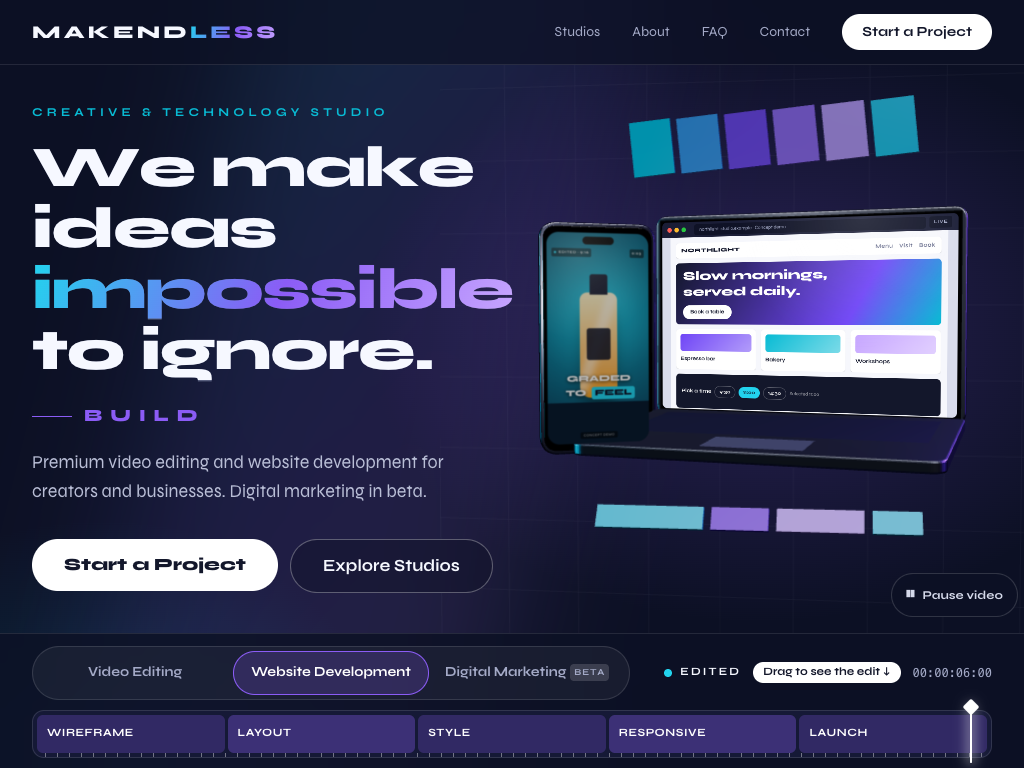 MAKENDLESS
Studios
About
FAQ
Contact
Start a Project
CREATIVE & TECHNOLOGY STUDIO
We make
ideas
impossible
to ignore.
BUILD
Premium video editing and website development for
creators and businesses. Digital marketing in beta.
Start a Project
Explore Studios
GRADED
TO FEEL
LIVE
NORTHLIGHT
Menu Visit Book
Slow mornings,
served daily.
Book a table
Espresso bar
Bakery
Workshops
Pick a time
Pause video
Video Editing
Website Development
Digital Marketing BETA
EDITED
Drag to see the edit ↓
00:00:06:00
WIREFRAME
LAYOUT
STYLE
RESPONSIVE
LAUNCH